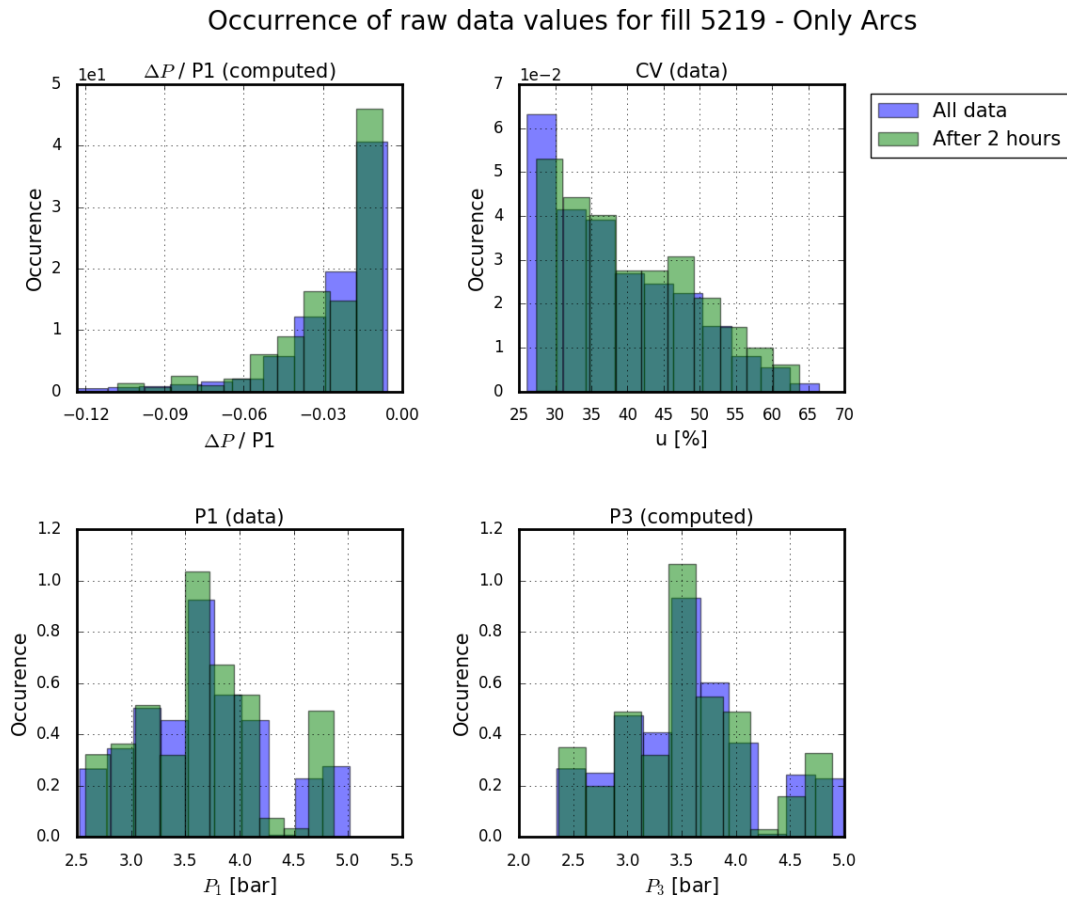 Occurrence of raw data values for fill 5219 - Only Arcs
ΔP / P1 (computed)
1e1
5
4
3
2
1
0
Occurence
−0.12 −0.09 −0.06 −0.03 0.00
ΔP / P1
CV (data)
1e−2
7
6
5
4
3
2
1
0
Occurence
25 30 35 40 45 50 55 60 65 70
u [%]
All data
After 2 hours
P1 (data)
1.2
1.0
0.8
0.6
0.4
0.2
0.0
Occurence
2.5 3.0 3.5 4.0 4.5 5.0 5.5
P1 [bar]
P3 (computed)
1.2
1.0
0.8
0.6
0.4
0.2
0.0
Occurence
2.0 2.5 3.0 3.5 4.0 4.5 5.0
P3 [bar]